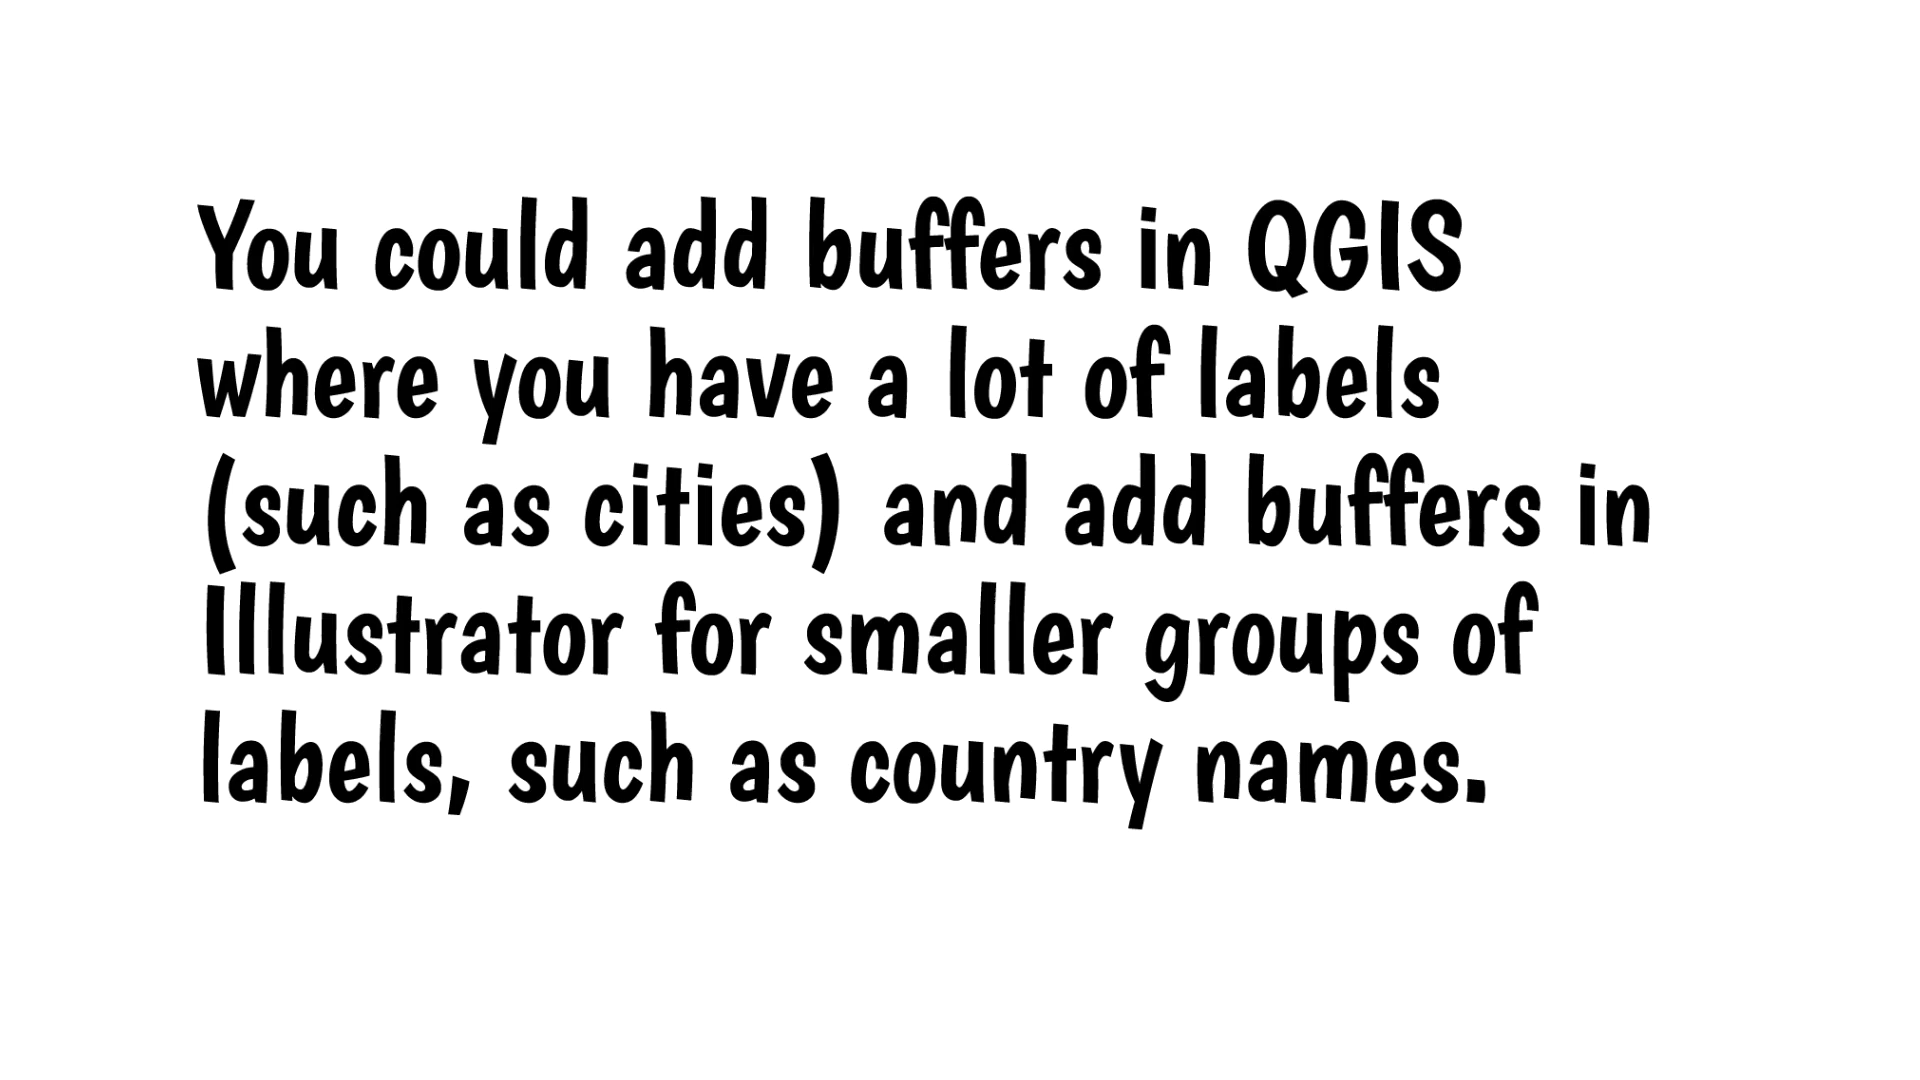 You could add buffers in QGIS
where you have a lot of labels
(such as cities) and add buffers in
Illustrator for smaller groups of
labels, such as country names.